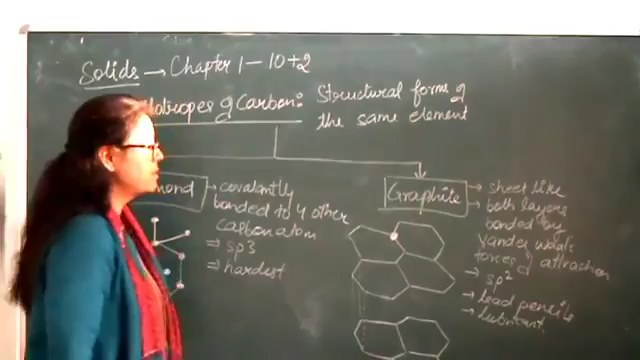 Solids → Chapter 1 - 10+2
llotropes of Carbon: Structural forms of
the same element
mond
→ covalently
bonded to 4 other
carbon atom
⇒ sp3
⇒ hardest
Graphite
→ sheet like
→ both layers
bonded by
vander waals
forces of attraction
→ sp²
→ lead pencils
→ lubricant